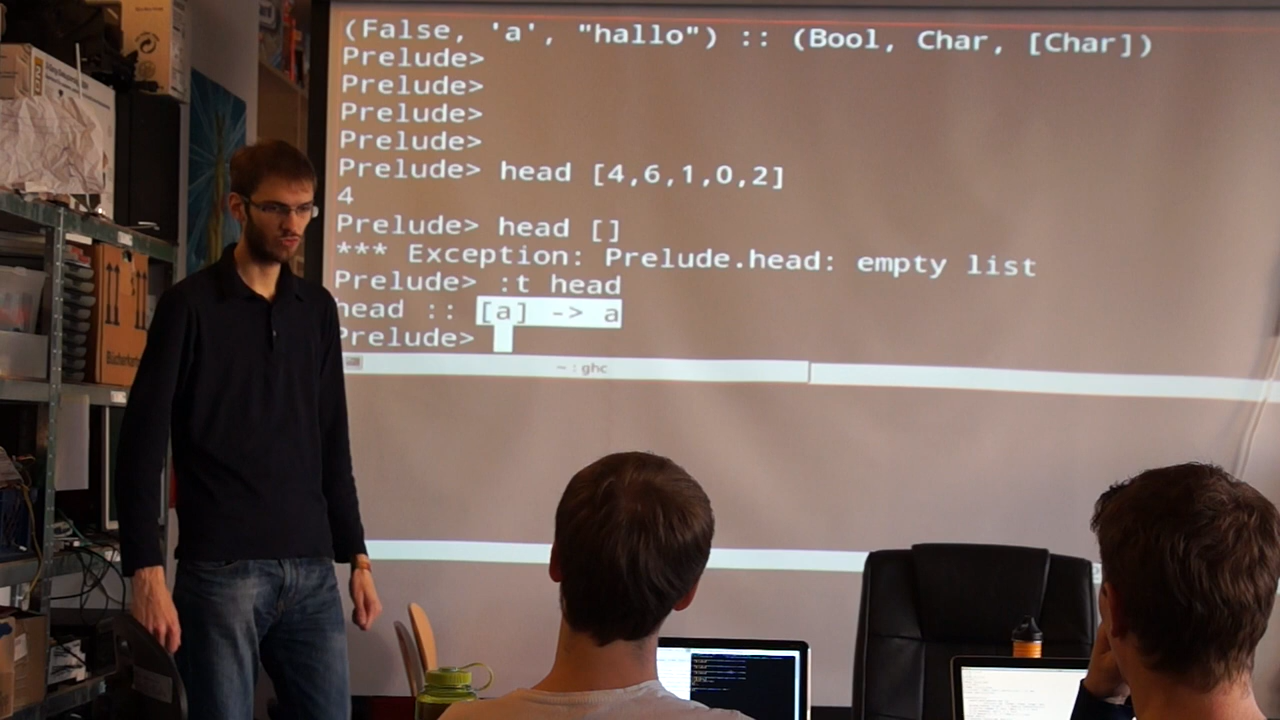 (False, 'a', "hallo") :: (Bool, Char, [Char])
Prelude>
Prelude>
Prelude>
Prelude>
Prelude> head [4,6,1,0,2]
4
Prelude> head []
*** Exception: Prelude.head: empty list
Prelude> :t head
head :: [a] -> a
Prelude>
~ : ghc